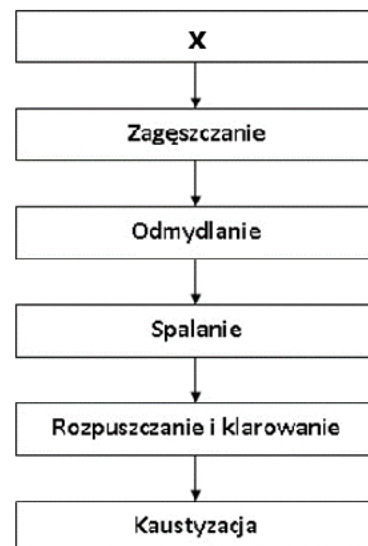 X
Zagęszczanie
Odmydlanie
Spalanie
Rozpuszczanie i klarowanie
Kaustyzacja